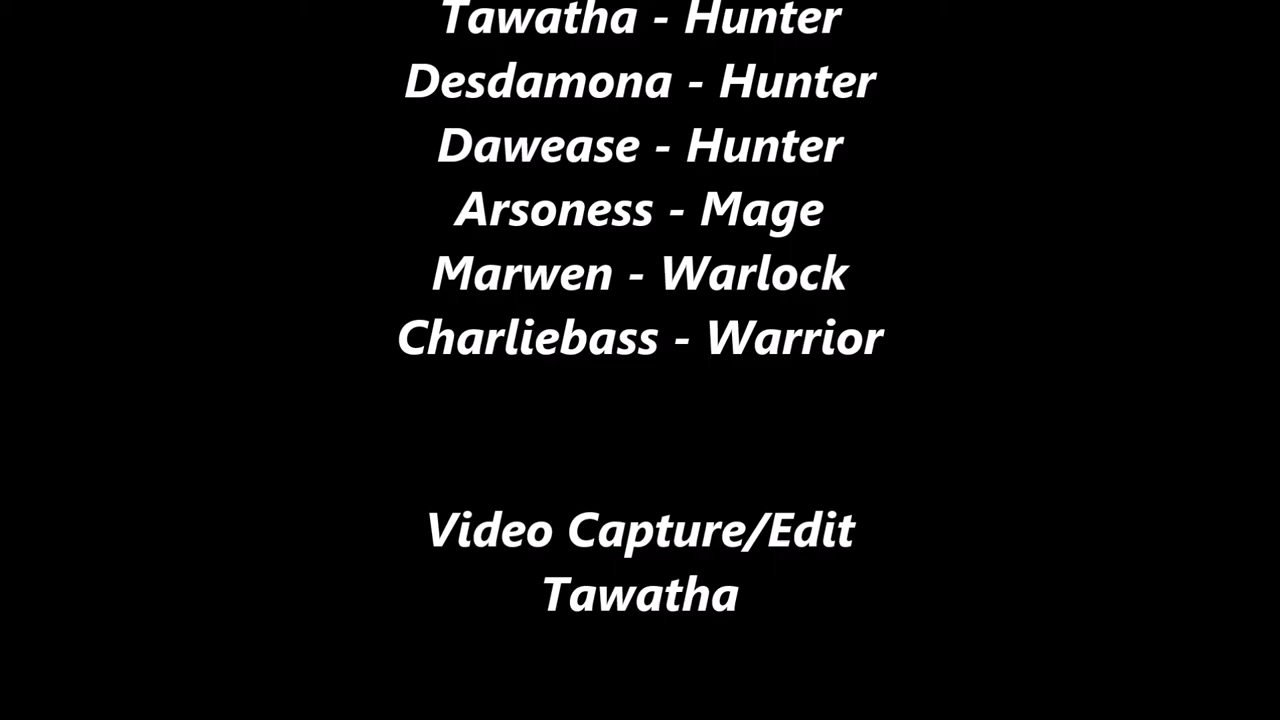 Tawatha - Hunter
Desdamona - Hunter
Dawease - Hunter
Arsoness - Mage
Marwen - Warlock
Charliebass - Warrior
Video Capture/Edit
Tawatha